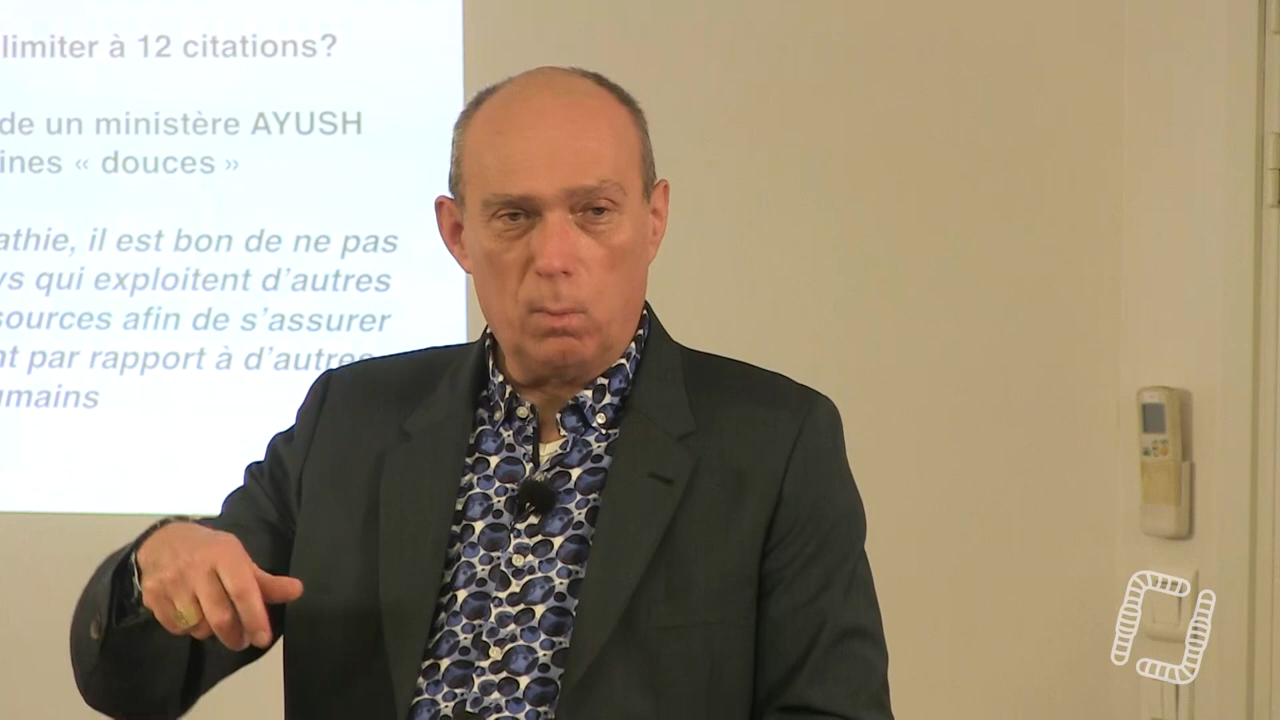 limiter à 12 citations?
de un ministère AYUSH
ines « douces »
athie, il est bon de ne pas
ys qui exploitent d'autres
sources afin de s'assurer
nt par rapport à d'autres
umains